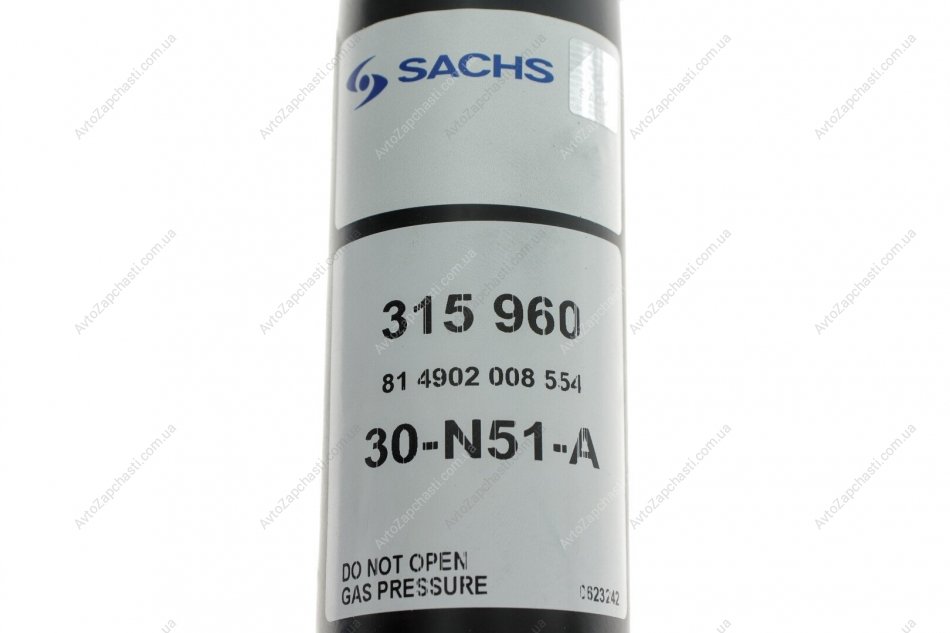 SACHS
315 960
81 4902 008 554
30-N51-A
DO NOT OPEN
GAS PRESSURE
C623242
AvtoZapchasti.com.ua